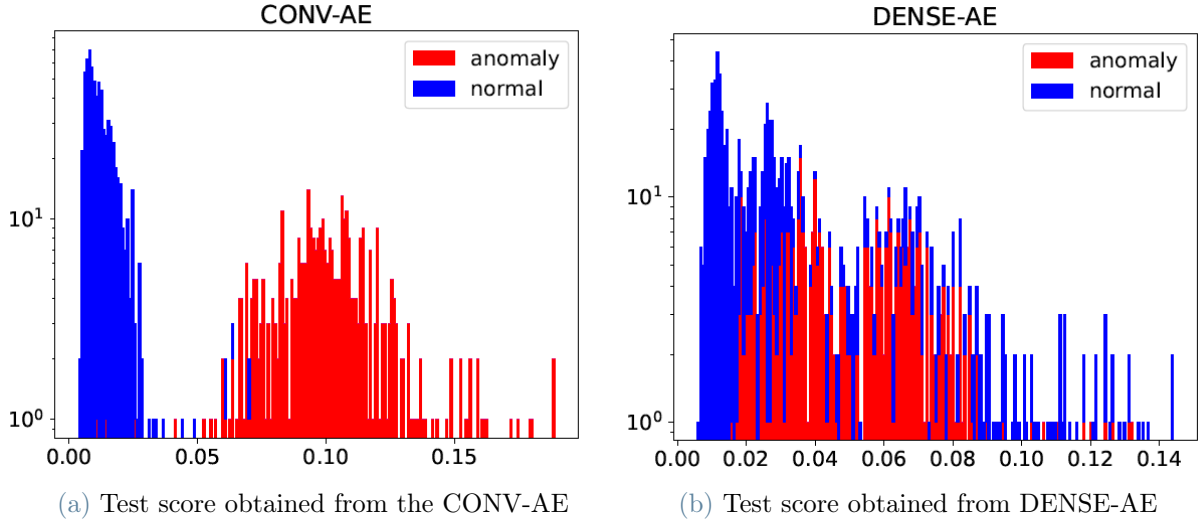 CONV-AE
anomaly
normal
10¹
10⁰
0.00 0.05 0.10 0.15
(a) Test score obtained from the CONV-AE
DENSE-AE
anomaly
normal
10¹
10⁰
0.00 0.02 0.04 0.06 0.08 0.10 0.12 0.14
(b) Test score obtained from DENSE-AE